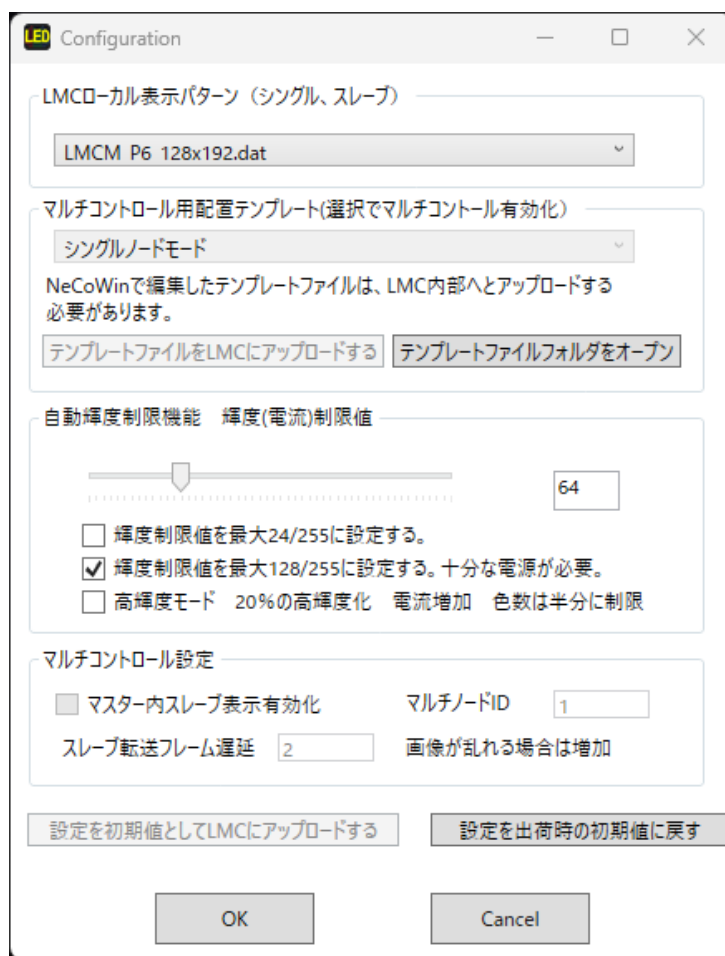 LED Configuration
LMCローカル表示パターン（シングル、スレーブ）
LMCM P6 128x192.dat
マルチコントロール用配置テンプレート(選択でマルチコントール有効化）
シングルノードモード
NeCoWinで編集したテンプレートファイルは、LMC内部へとアップロードする
必要があります。
テンプレートファイルをLMCにアップロードする テンプレートファイルフォルダをオープン
自動輝度制限機能　輝度(電流)制限値
64
輝度制限値を最大24/255に設定する。
輝度制限値を最大128/255に設定する。十分な電源が必要。
高輝度モード　20%の高輝度化　電流増加　色数は半分に制限
マルチコントロール設定
マスター内スレーブ表示有効化 マルチノードID 1
スレーブ転送フレーム遅延 2 画像が乱れる場合は増加
設定を初期値としてLMCにアップロードする 設定を出荷時の初期値に戻す
OK Cancel